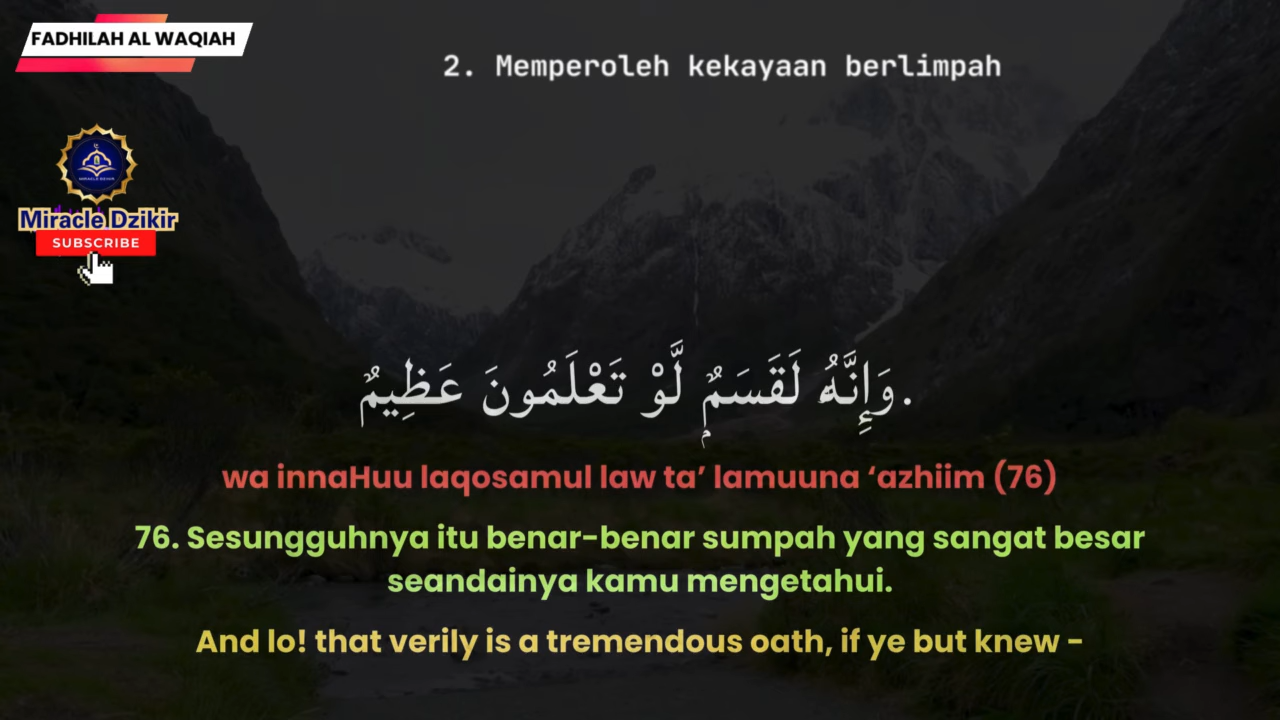 FADHILAH AL WAQIAH
2. Memperoleh kekayaan berlimpah
Miracle Dzikir
SUBSCRIBE
وَإِنَّهُ لَقَسَمٌ لَّوْ تَعْلَمُونَ عَظِيمٌ.
wa innaHuu laqosamul law ta’ lamuuna ‘azhiim (76)
76. Sesungguhnya itu benar-benar sumpah yang sangat besar
seandainya kamu mengetahui.
And lo! that verily is a tremendous oath, if ye but knew -